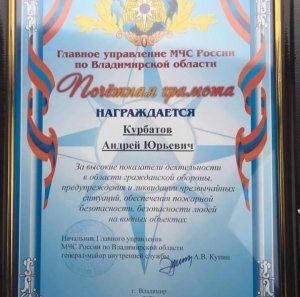 Главное управление МЧС России
по Владимирской области
Почётная грамота
НАГРАЖДАЕТСЯ
Курбатов
Андрей Юрьевич
За высокие показатели деятельности
в области гражданской обороны,
предупреждения и ликвидации чрезвычайных
ситуаций, обеспечения пожарной
безопасности, безопасности людей
на водных объектах
Начальник Главного управления
МЧС России по Владимирской области
генерал-майор внутренней службы
А.В. Купин
г. Владимир